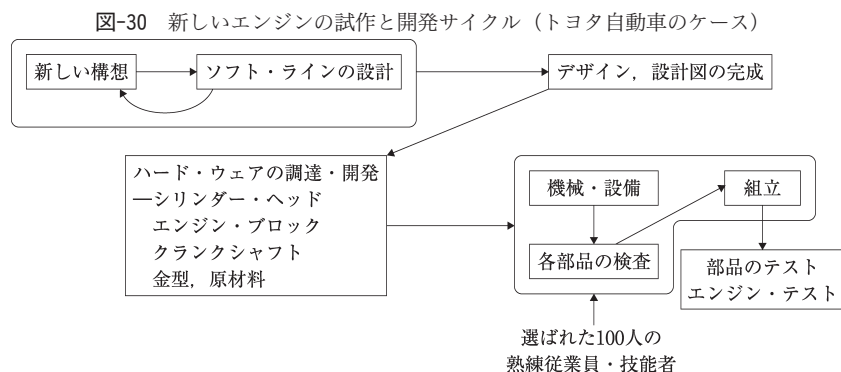 図-30 新しいエンジンの試作と開発サイクル（トヨタ自動車のケース）
新しい構想
ソフト・ラインの設計
デザイン，設計図の完成
ハード・ウェアの調達・開発
―シリンダー・ヘッド
エンジン・ブロック
クランクシャフト
金型，原材料
機械・設備
組立
各部品の検査
部品のテスト
エンジン・テスト
選ばれた100人の
熟練従業員・技能者